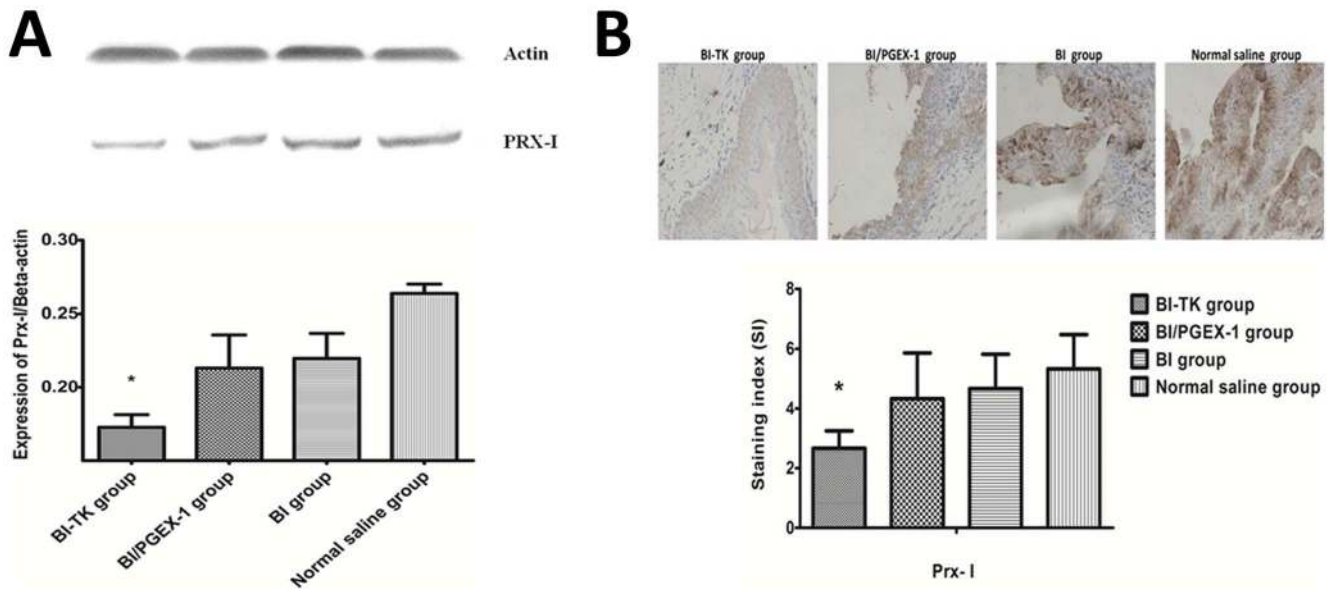 A
Actin
PRX-I
Expression of Prx-I/Beta-actin
0.30
0.25
0.20
*
BI-TK group
BI/PGEX-1 group
BI group
Normal saline group
B
BI-TK group
BI/PGEX-1 group
BI group
Normal saline group
Staining index (SI)
8
6
4
2
0
*
Prx- I
BI-TK group
BI/PGEX-1 group
BI group
Normal saline group